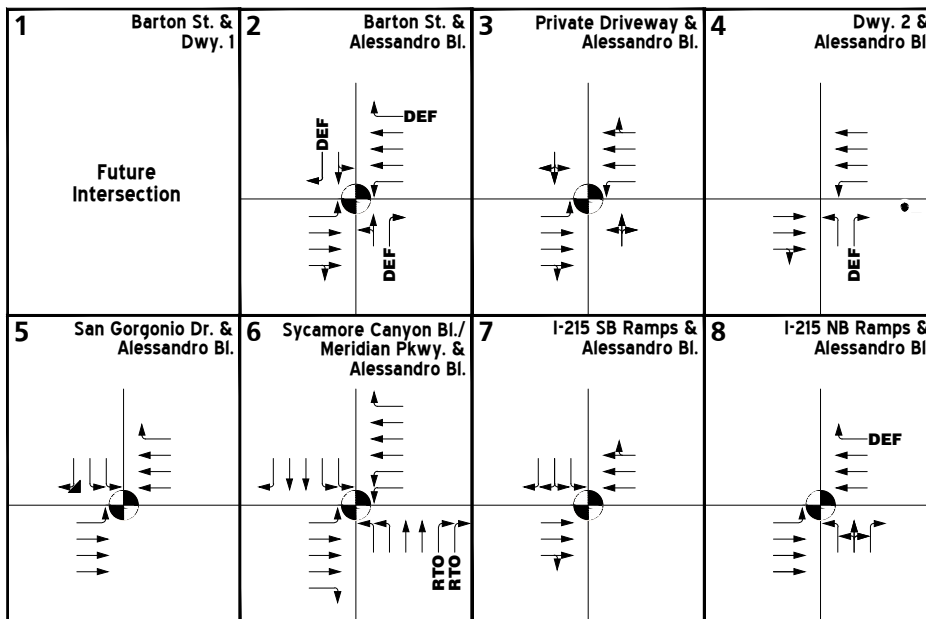 1
Barton St. &
Dwy. 1
Future
Intersection
2
Barton St. &
Alessandro Bl.
DEF
DEF
DEF
3
Private Driveway &
Alessandro Bl.
4
Dwy. 2 &
Alessandro Bl
DEF
5
San Gorgonio Dr. &
Alessandro Bl.
6
Sycamore Canyon Bl./
Meridian Pkwy. &
Alessandro Bl.
RTO
RTO
7
I-215 SB Ramps &
Alessandro Bl.
8
I-215 NB Ramps &
Alessandro Bl
DEF